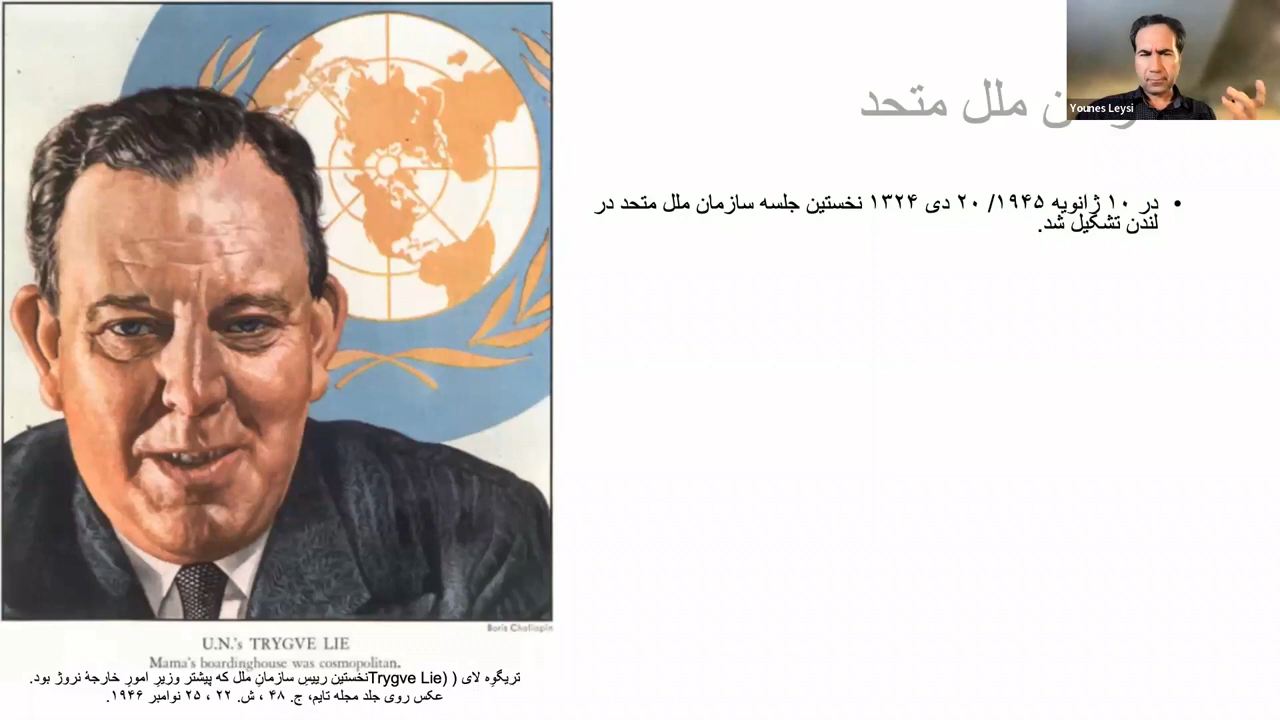 ملل متحد
Younes Leysi
• در ۱۰ ژانویه ۱۹۴۵/ ۲۰ دی ۱۳۲۴ نخستین جلسه سازمان ملل متحد در
لندن تشکیل شد.
Boris Chaliapin
U.N.'s TRYGVE LIE
Mama's boardinghouse was cosmopolitan.
تریگوِه لای ( (Trygve Lieنخستین رییسِ سازمانِ ملل که پیشتر وزیرِ امورِ خارجهٔ نروژ بود.
عکس روی جلد مجله تایم، ج. ۴۸ ، ش. ۲۲ ، ۲۵ نوامبر ۱۹۴۶.